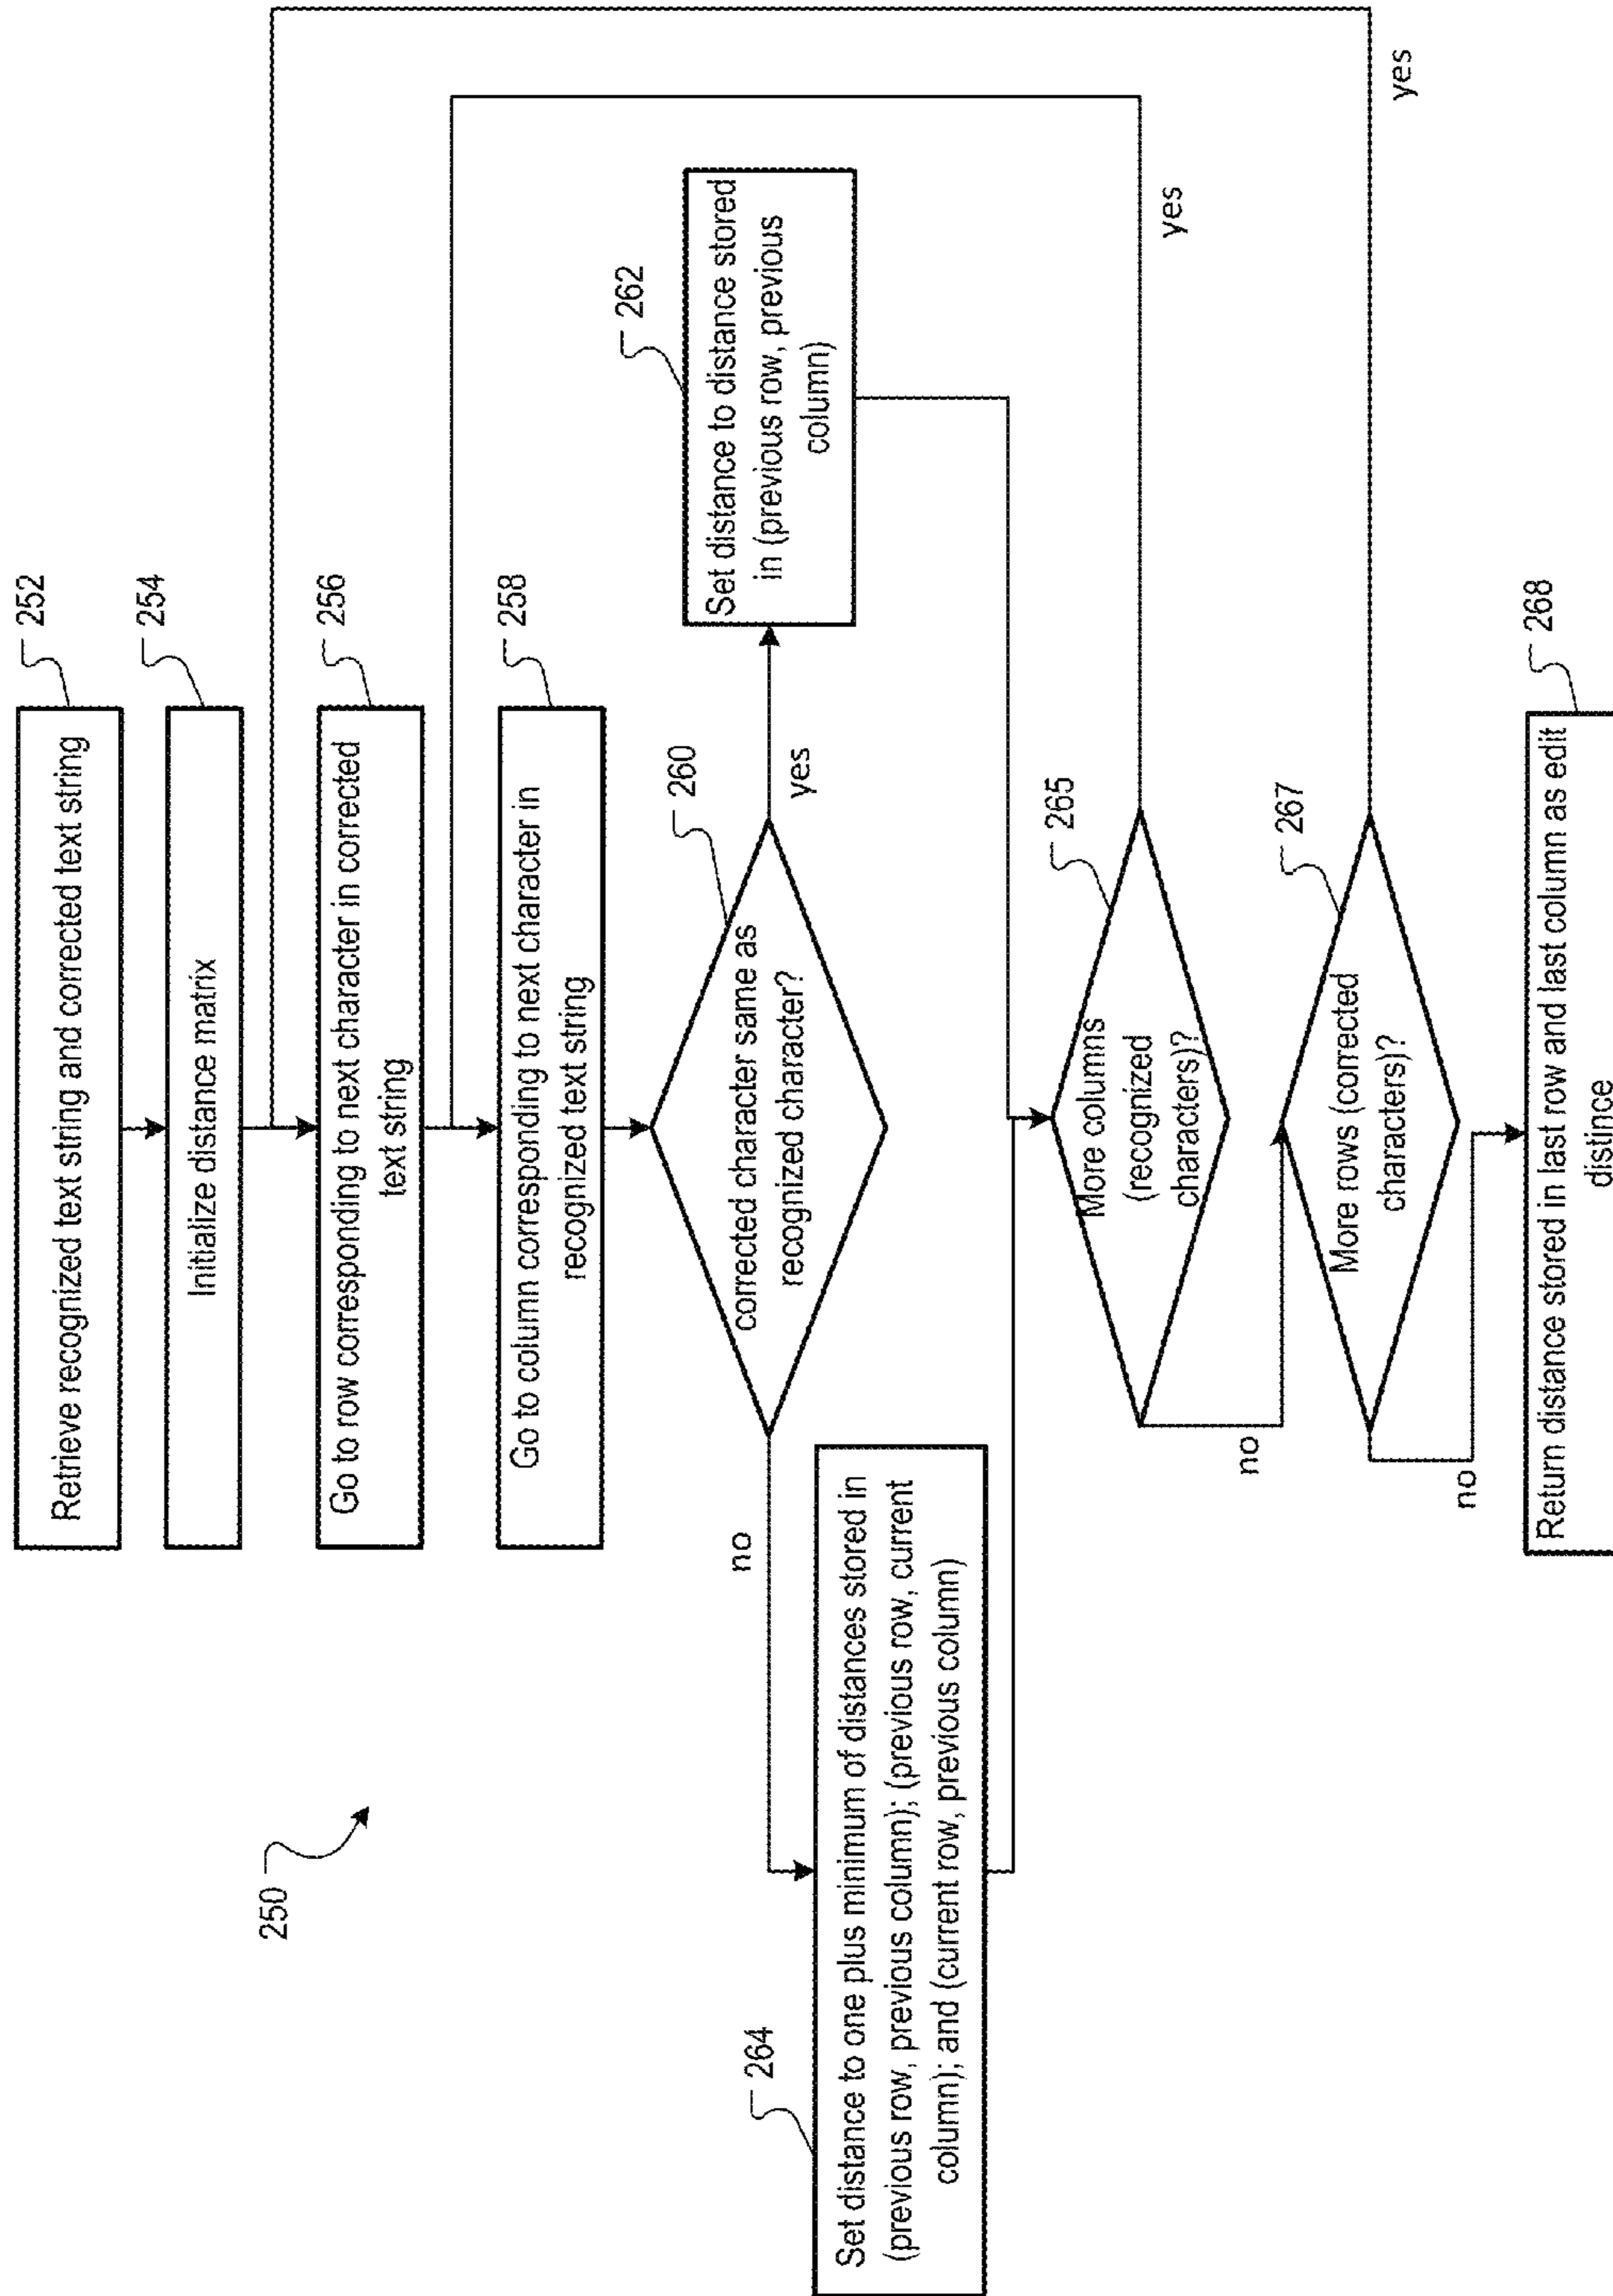 250
Retrieve recognized text string and corrected text string
252
Initialize distance matrix
254
Go to row corresponding to next character in corrected
text string
256
Go to column corresponding to next character in
recognized text string
258
corrected character same as
recognized character?
260
yes
no
Set distance to distance stored
in (previous row, previous
column)
262
264
Set distance to one plus minimum of distances stored in
(previous row, previous column); (previous row, current
column); and (current row, previous column)
More columns
(recognized
characters)?
265
yes
no
More rows (corrected
characters)?
267
yes
no
Return distance stored in last row and last column as edit
distince
268